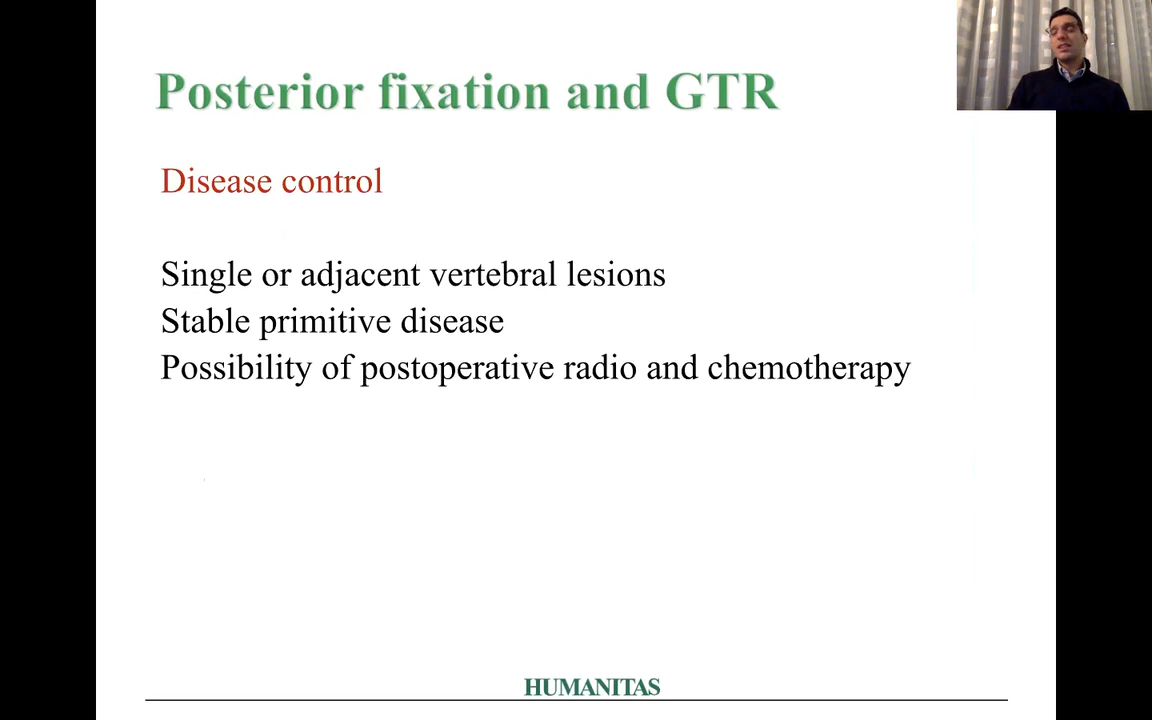 Posterior fixation and GTR
Disease control
Single or adjacent vertebral lesions
Stable primitive disease
Possibility of postoperative radio and chemotherapy
HUMANITAS